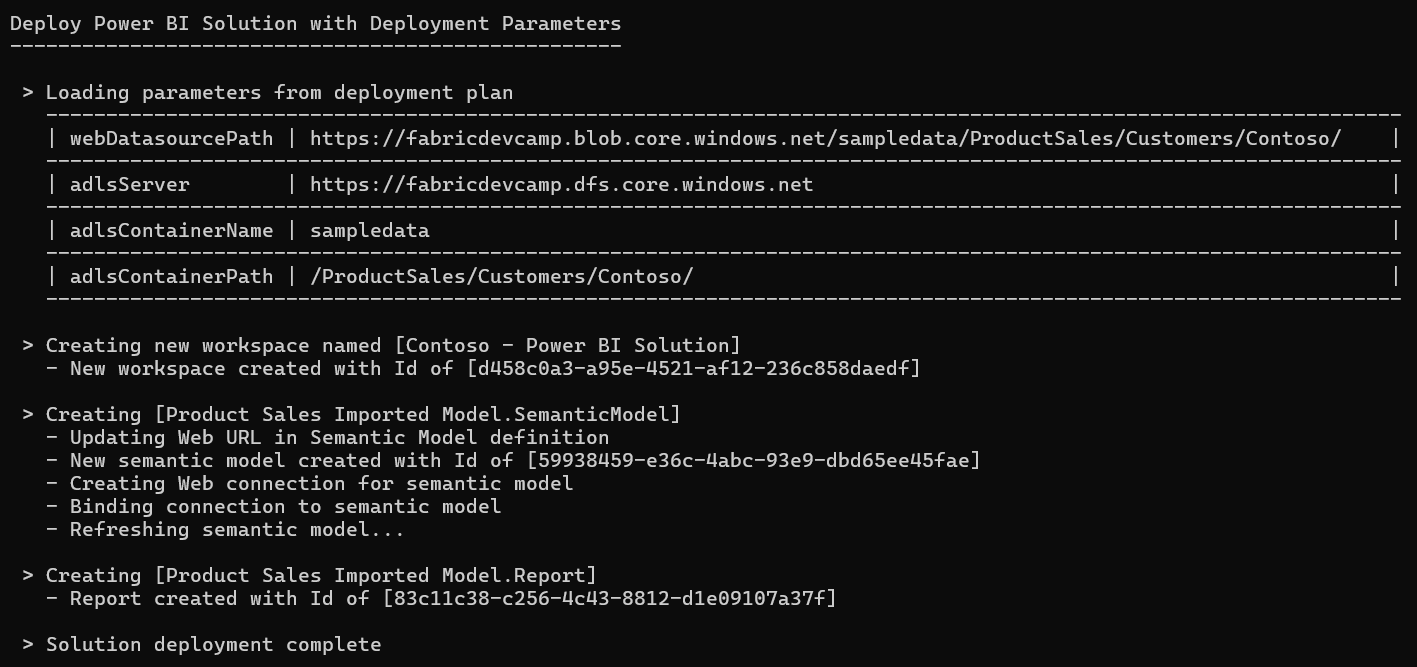 Deploy Power BI Solution with Deployment Parameters
---------------------------------------------------
> Loading parameters from deployment plan
-----------------------------------------------------------------------------------------------------------------
| webDatasourcePath | https://fabricdevcamp.blob.core.windows.net/sampledata/ProductSales/Customers/Contoso/    |
-----------------------------------------------------------------------------------------------------------------
| adlsServer        | https://fabricdevcamp.dfs.core.windows.net                                                |
-----------------------------------------------------------------------------------------------------------------
| adlsContainerName | sampledata                                                                                |
-----------------------------------------------------------------------------------------------------------------
| adlsContainerPath | /ProductSales/Customers/Contoso/                                                          |
-----------------------------------------------------------------------------------------------------------------
> Creating new workspace named [Contoso - Power BI Solution]
- New workspace created with Id of [d458c0a3-a95e-4521-af12-236c858daedf]
> Creating [Product Sales Imported Model.SemanticModel]
- Updating Web URL in Semantic Model definition
- New semantic model created with Id of [59938459-e36c-4abc-93e9-dbd65ee45fae]
- Creating Web connection for semantic model
- Binding connection to semantic model
- Refreshing semantic model...
> Creating [Product Sales Imported Model.Report]
- Report created with Id of [83c11c38-c256-4c43-8812-d1e09107a37f]
> Solution deployment complete